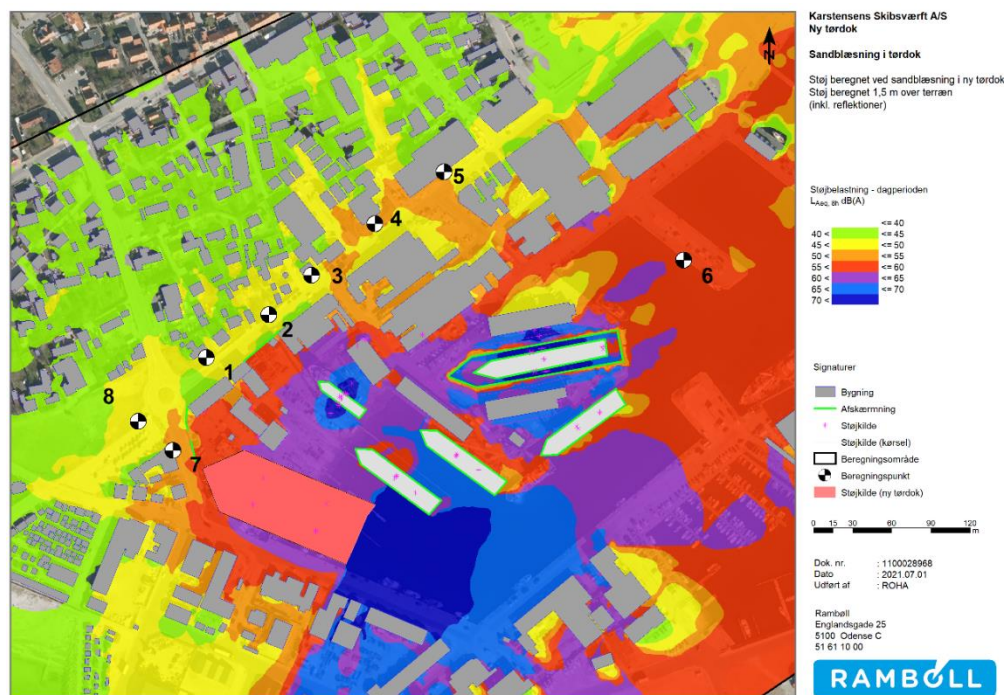 Karstensens Skibsværft A/S
Ny tørdok
Sandblæsning i tørdok
Støj beregnet ved sandblæsning i ny tørdok
Støj beregnet 1,5 m over terræn
(inkl. reflektioner)
N
1
2
3
4
5
6
7
8
Støjbelastning - dagperioden
LAeq, 8h dB(A)
<= 40
40 < <= 45
45 < <= 50
50 < <= 55
55 < <= 60
60 < <= 65
65 < <= 70
70 <
Signaturer
Bygning
Afskærmning
Støjkilde
Støjkilde (kørsel)
Beregningsområde
Beregningspunkt
Støjkilde (ny tørdok)
0 15 30 60 90 120
m
Dok. nr. : 1100028968
Dato : 2021.07.01
Udført af : ROHA
Rambøll
Englandsgade 25
5100 Odense C
51 61 10 00
RAMBØLL